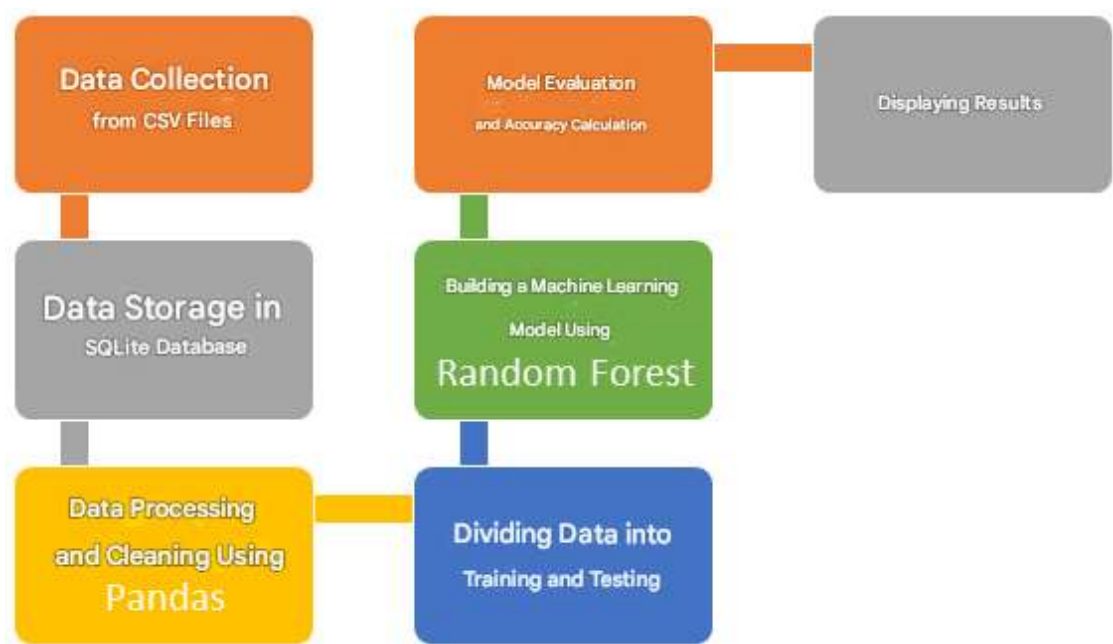 Data Collection
from CSV Files
Data Storage in
SQLite Database
Data Processing
and Cleaning Using
Pandas
Dividing Data into
Training and Testing
Building a Machine Learning
Model Using
Random Forest
Model Evaluation
and Accuracy Calculation
Displaying Results